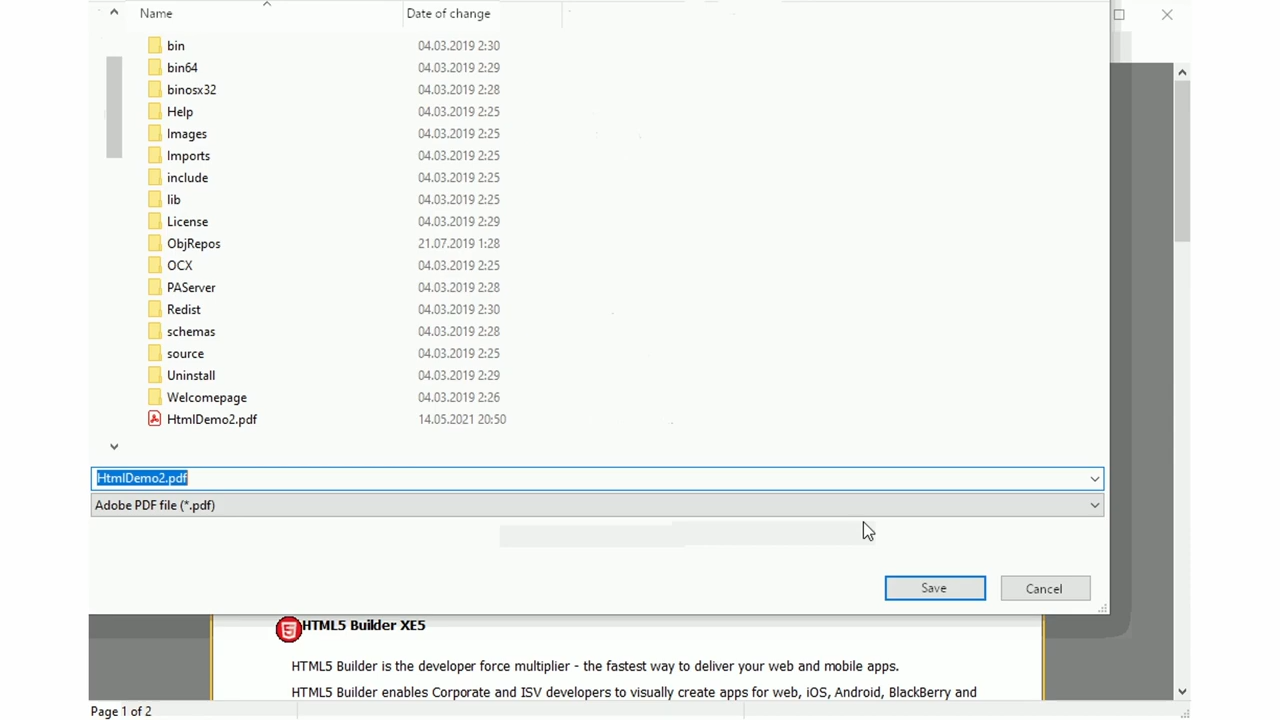 Name Date of change
bin 04.03.2019 2:30
bin64 04.03.2019 2:29
binosx32 04.03.2019 2:28
Help 04.03.2019 2:25
Images 04.03.2019 2:25
Imports 04.03.2019 2:25
include 04.03.2019 2:25
lib 04.03.2019 2:25
License 04.03.2019 2:29
ObjRepos 21.07.2019 1:28
OCX 04.03.2019 2:25
PAServer 04.03.2019 2:28
Redist 04.03.2019 2:30
schemas 04.03.2019 2:28
source 04.03.2019 2:25
Uninstall 04.03.2019 2:29
Welcomepage 04.03.2019 2:26
HtmlDemo2.pdf 14.05.2021 20:50
HtmlDemo2.pdf
Adobe PDF file (*.pdf)
Save Cancel
HTML5 Builder XE5
HTML5 Builder is the developer force multiplier - the fastest way to deliver your web and mobile apps.
HTML5 Builder enables Corporate and ISV developers to visually create apps for web, iOS, Android, BlackBerry and
Page 1 of 2